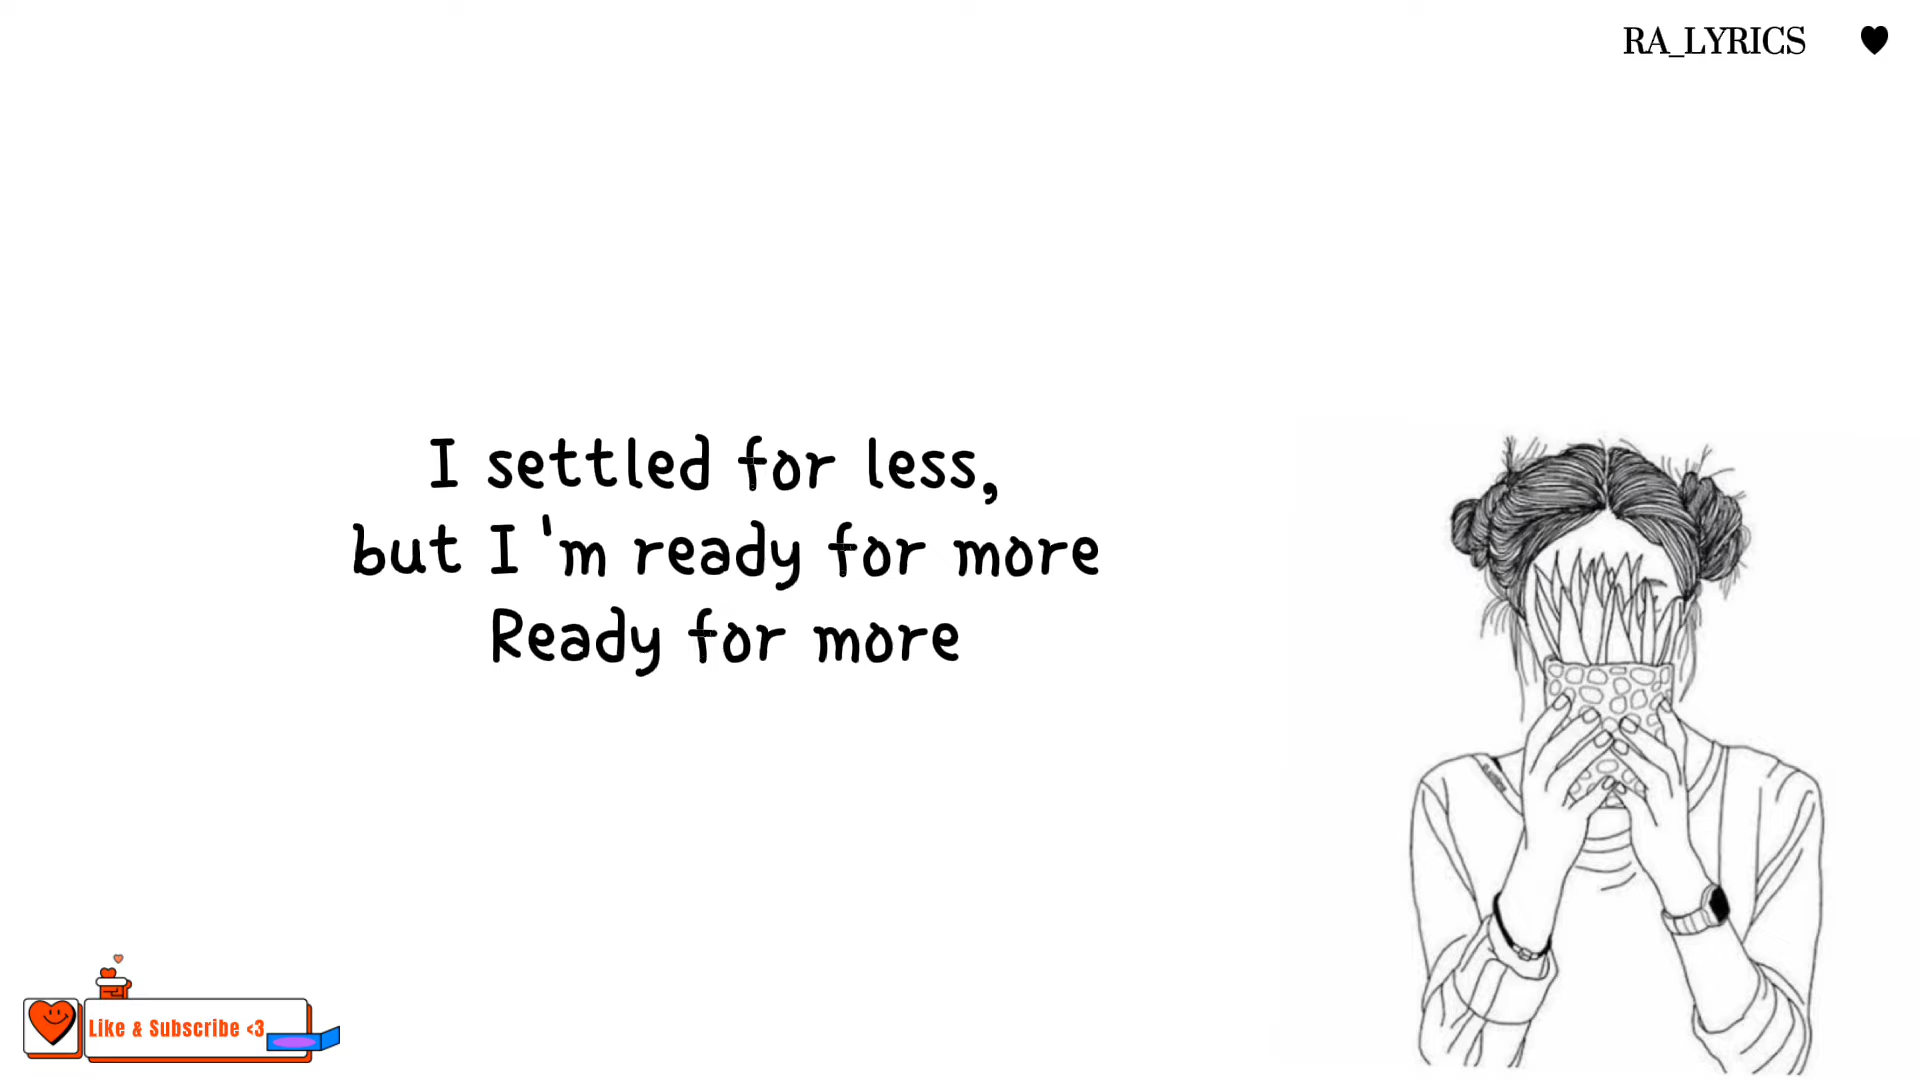 RA_LYRICS
I settled for less,
but I 'm ready for more
Ready for more
Like & Subscribe <3